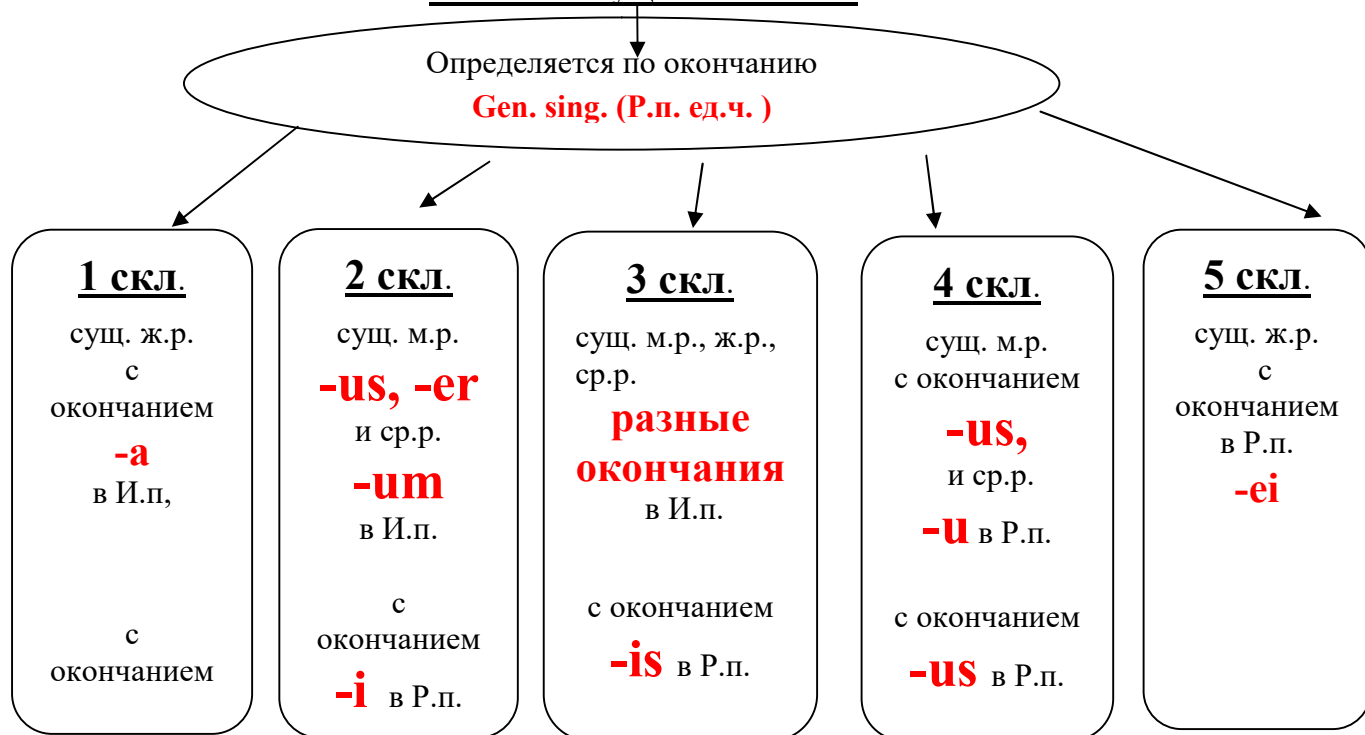 Определяется по окончанию
Gen. sing. (Р.п. ед.ч. )
1 скл.
сущ. ж.р.
с
окончанием
-а
в И.п,
с
окончанием
2 скл.
сущ. м.р.
-us, -er
и ср.р.
-um
в И.п.
с
окончанием
-i в Р.п.
3 скл.
сущ. м.р., ж.р.,
ср.р.
разные
окончания
в И.п.
с окончанием
-is в Р.п.
4 скл.
сущ. м.р.
с окончанием
-us,
и ср.р.
-u в Р.п.
с окончанием
-us в Р.п.
5 скл.
сущ. ж.р.
с
окончанием
в Р.п.
-ei